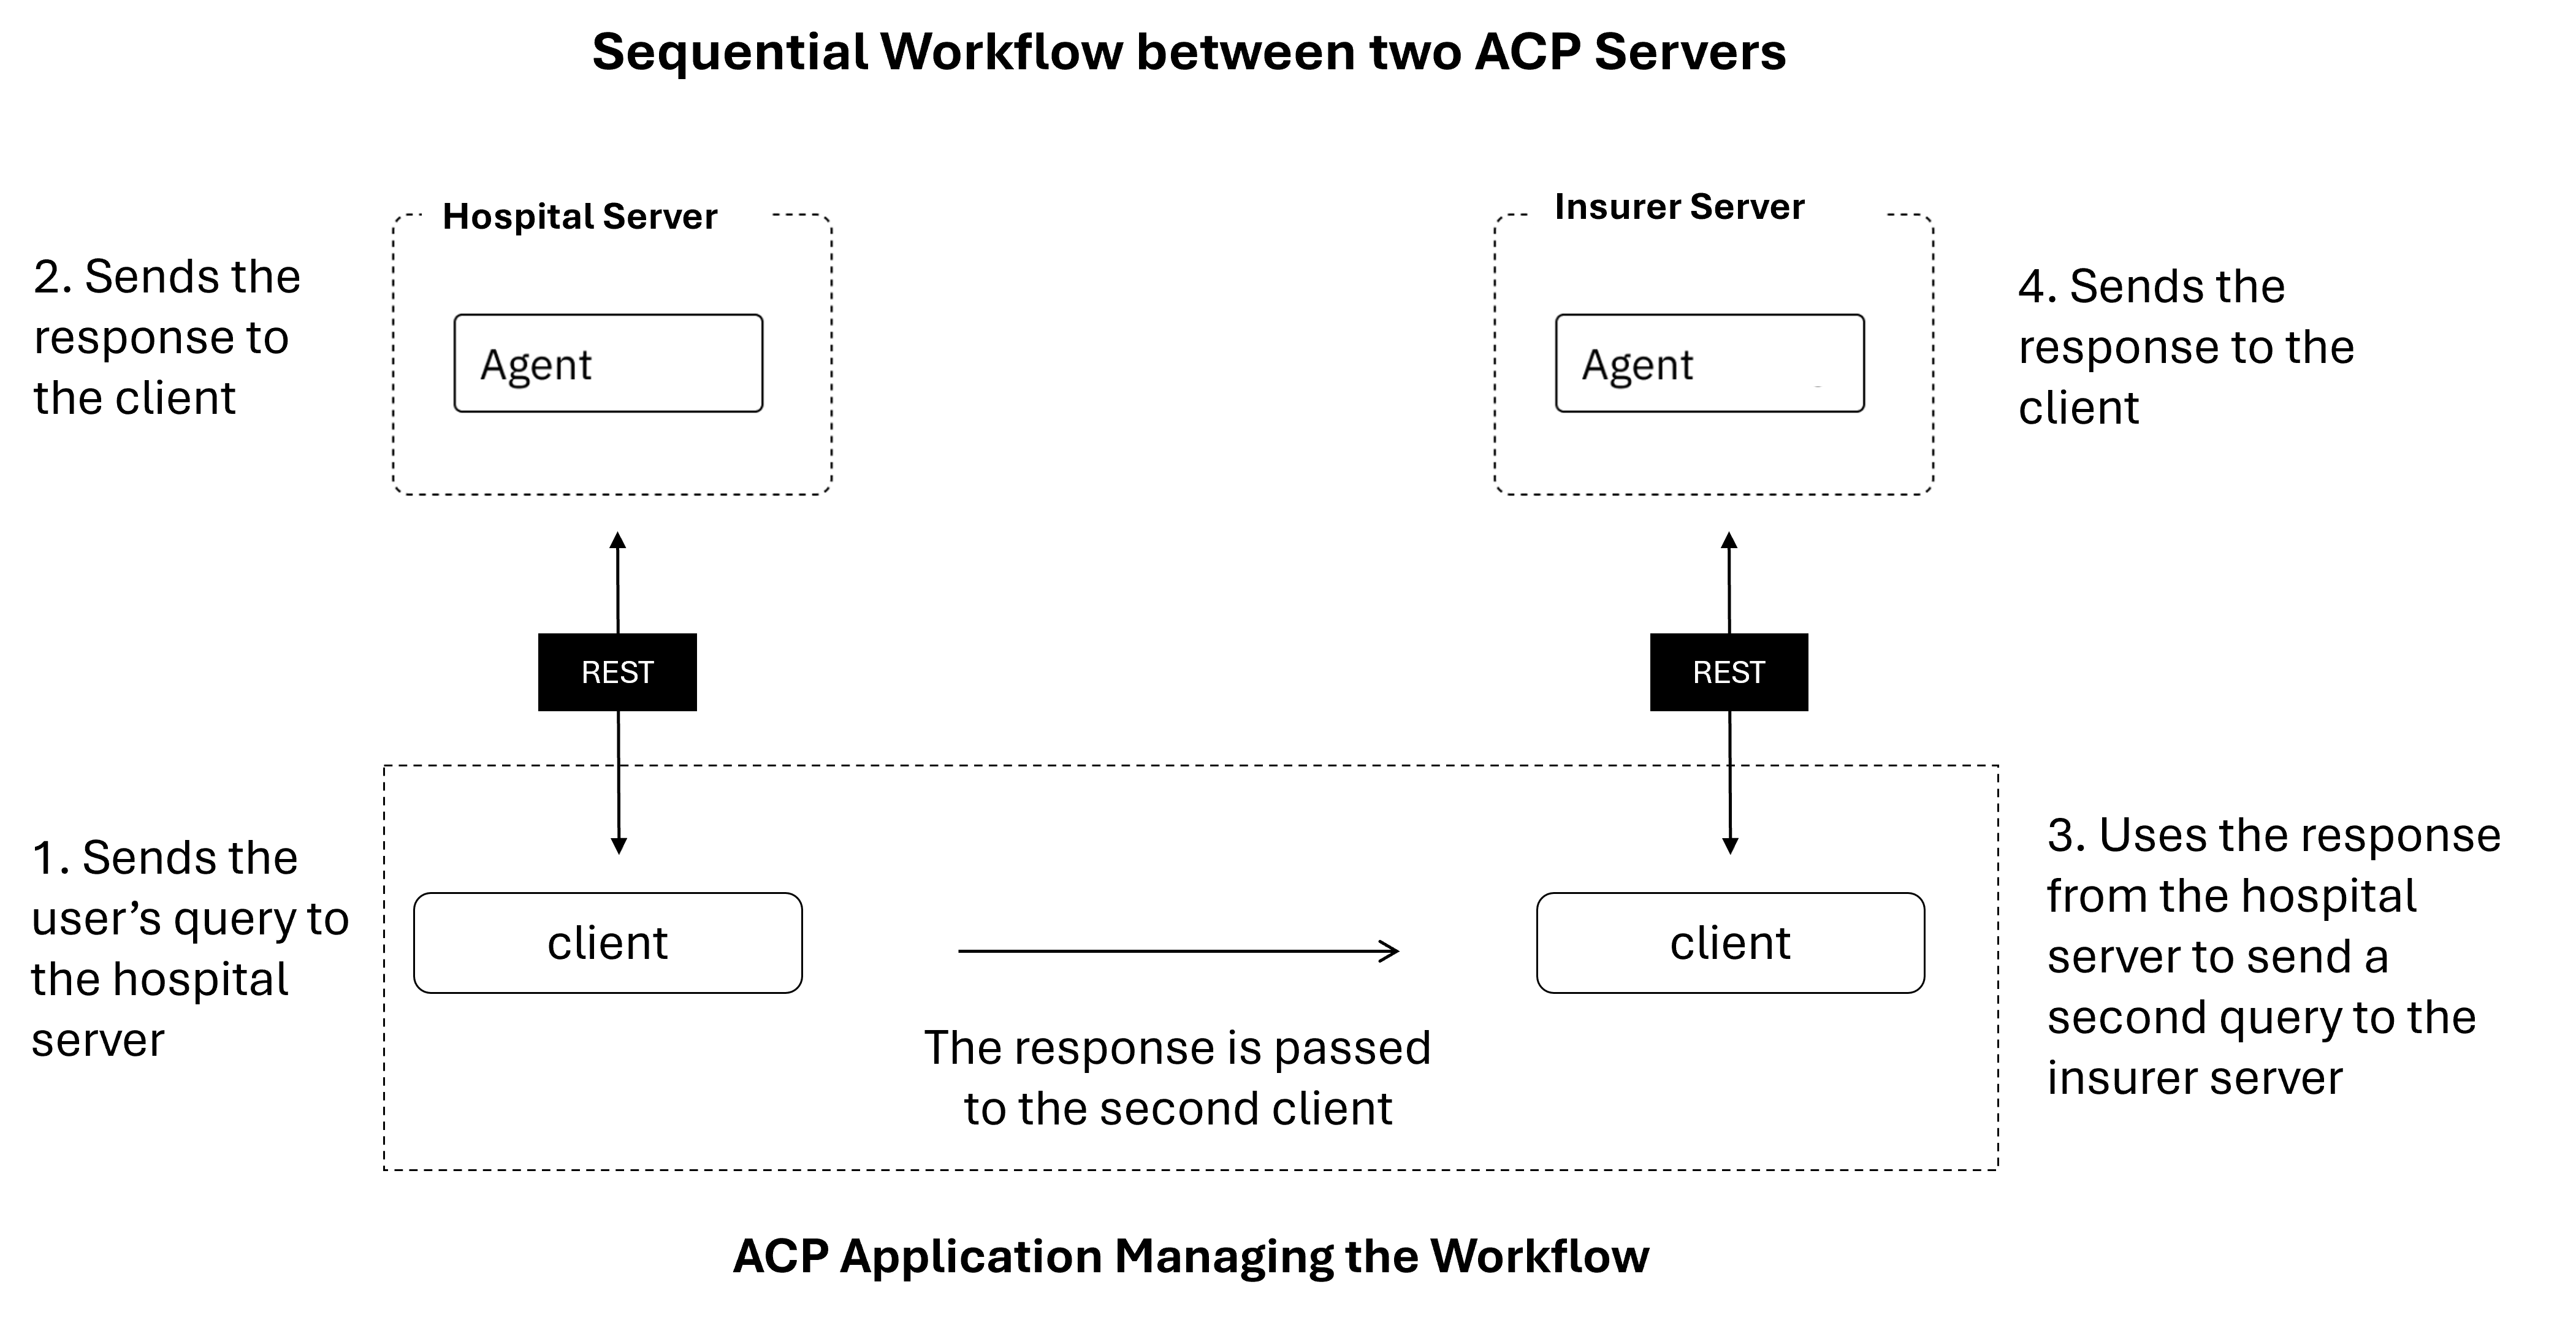 Sequential Workflow between two ACP Servers
Hospital Server
Insurer Server
2. Sends the
response to
the client
Agent
Agent
4. Sends the
response to the
client
REST
REST
1. Sends the
user’s query to
the hospital
server
client
client
The response is passed
to the second client
3. Uses the response
from the hospital
server to send a
second query to the
insurer server
ACP Application Managing the Workflow